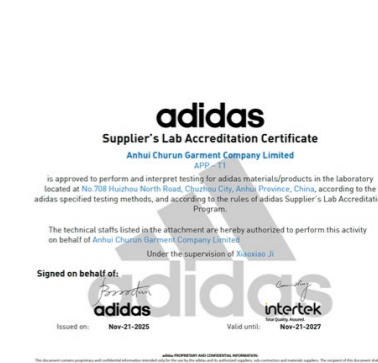 adidas
Supplier's Lab Accreditation Certificate
Anhui Churun Garment Company Limited
APP - T1
is approved to perform and interpret testing for adidas materials/products in the laboratory
located at No.708 Huizhou North Road, Chuzhou City, Anhui Province, China, according to the
adidas specified testing methods, and according to the rules of adidas Supplier's Lab Accreditati
Program.
The technical staffs listed in the attachment are hereby authorized to perform this activity
on behalf of Anhui Churun Garment Company Limited
Under the supervision of Xiaoxiao Ji
Signed on behalf of:
adidas
intertek
Total Quality. Assured.
Issued on: Nov-21-2025
Valid until: Nov-21-2027
adidas PROPRIETARY AND CONFIDENTIAL INFORMATION: